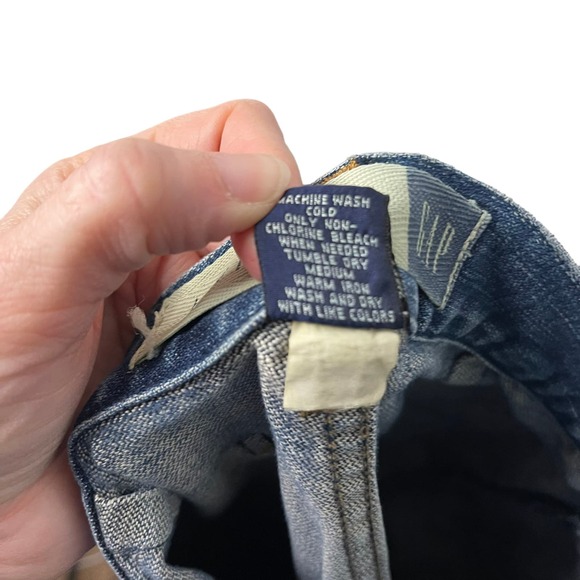 MACHINE WASH
COLD
ONLY NON-
CHLORINE BLEACH
WHEN NEEDED
TUMBLE DRY
MEDIUM
WARM IRON
WASH AND DRY
WITH LIKE COLORS